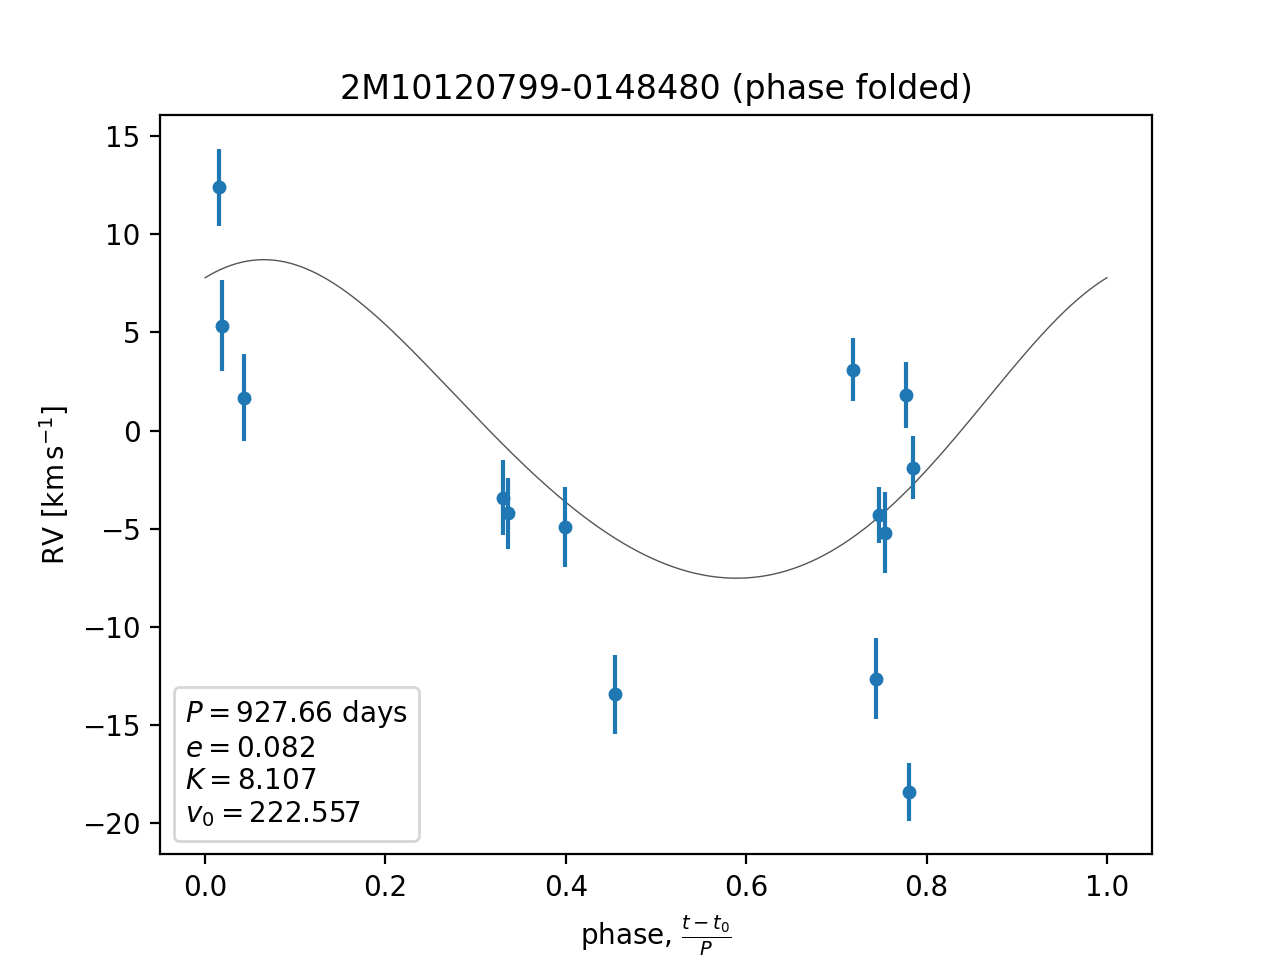 2M10120799-0148480 (phase folded)
RV [km s⁻¹]
15
10
5
0
−5
−10
−15
−20
P = 927.66 days
e = 0.082
K = 8.107
v₀ = 222.557
0.0 0.2 0.4 0.6 0.8 1.0
phase, (t − t₀)/P